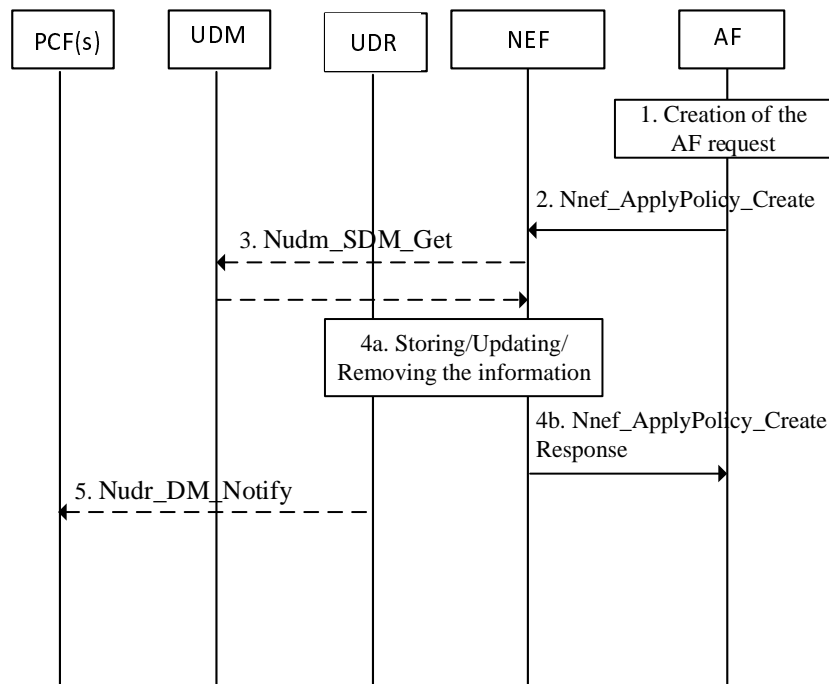 PCF(s)
UDM
UDR
NEF
AF
1. Creation of the
AF request
2. Nnef_ApplyPolicy_Create
3. Nudm_SDM_Get
4a. Storing/Updating/
Removing the information
4b. Nnef_ApplyPolicy_Create
Response
5. Nudr_DM_Notify